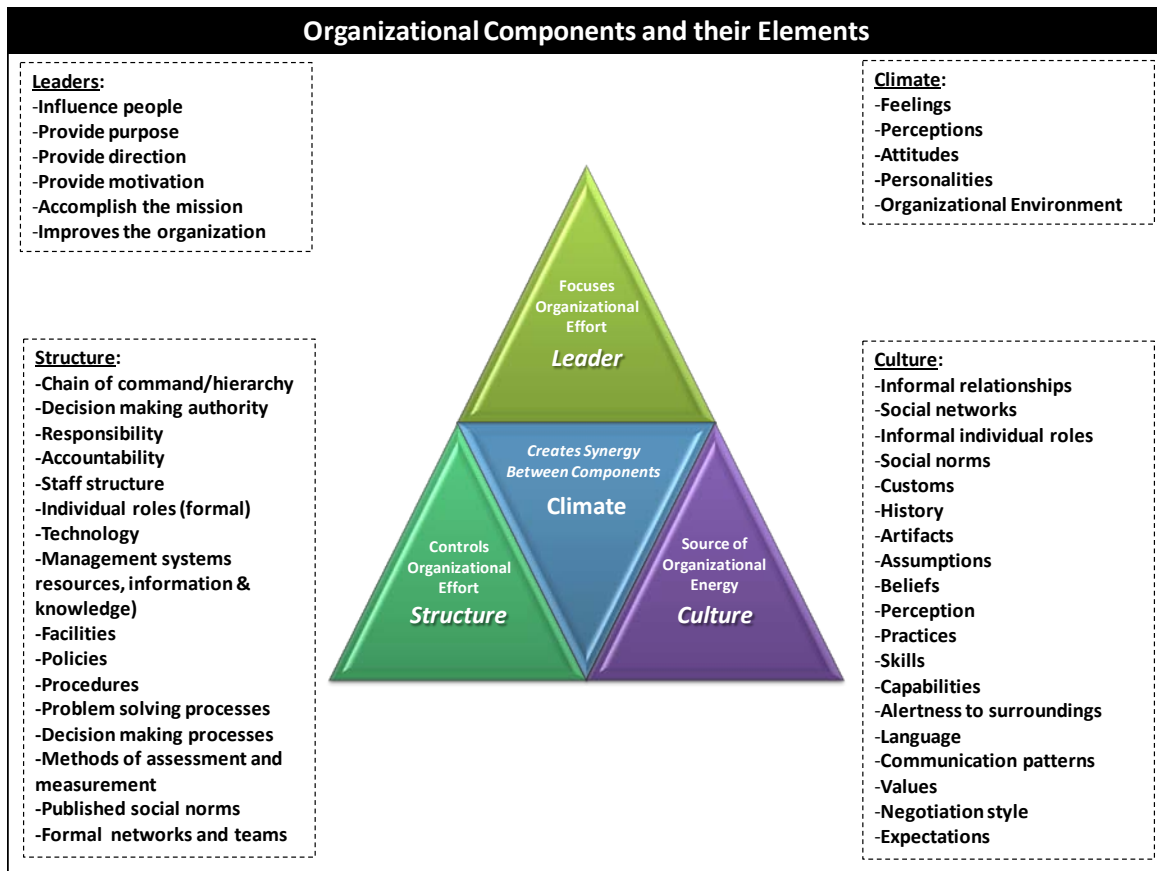 Organizational Components and their Elements
Leaders:
-Influence people
-Provide purpose
-Provide direction
-Provide motivation
-Accomplish the mission
-Improves the organization
Climate:
-Feelings
-Perceptions
-Attitudes
-Personalities
-Organizational Environment
Focuses
Organizational
Effort
Leader
Creates Synergy
Between Components
Climate
Controls
Organizational
Effort
Structure
Source of
Organizational
Energy
Culture
Structure:
-Chain of command/hierarchy
-Decision making authority
-Responsibility
-Accountability
-Staff structure
-Individual roles (formal)
-Technology
-Management systems
resources, information &
knowledge)
-Facilities
-Policies
-Procedures
-Problem solving processes
-Decision making processes
-Methods of assessment and
measurement
-Published social norms
-Formal networks and teams
Culture:
-Informal relationships
-Social networks
-Informal individual roles
-Social norms
-Customs
-History
-Artifacts
-Assumptions
-Beliefs
-Perception
-Practices
-Skills
-Capabilities
-Alertness to surroundings
-Language
-Communication patterns
-Values
-Negotiation style
-Expectations